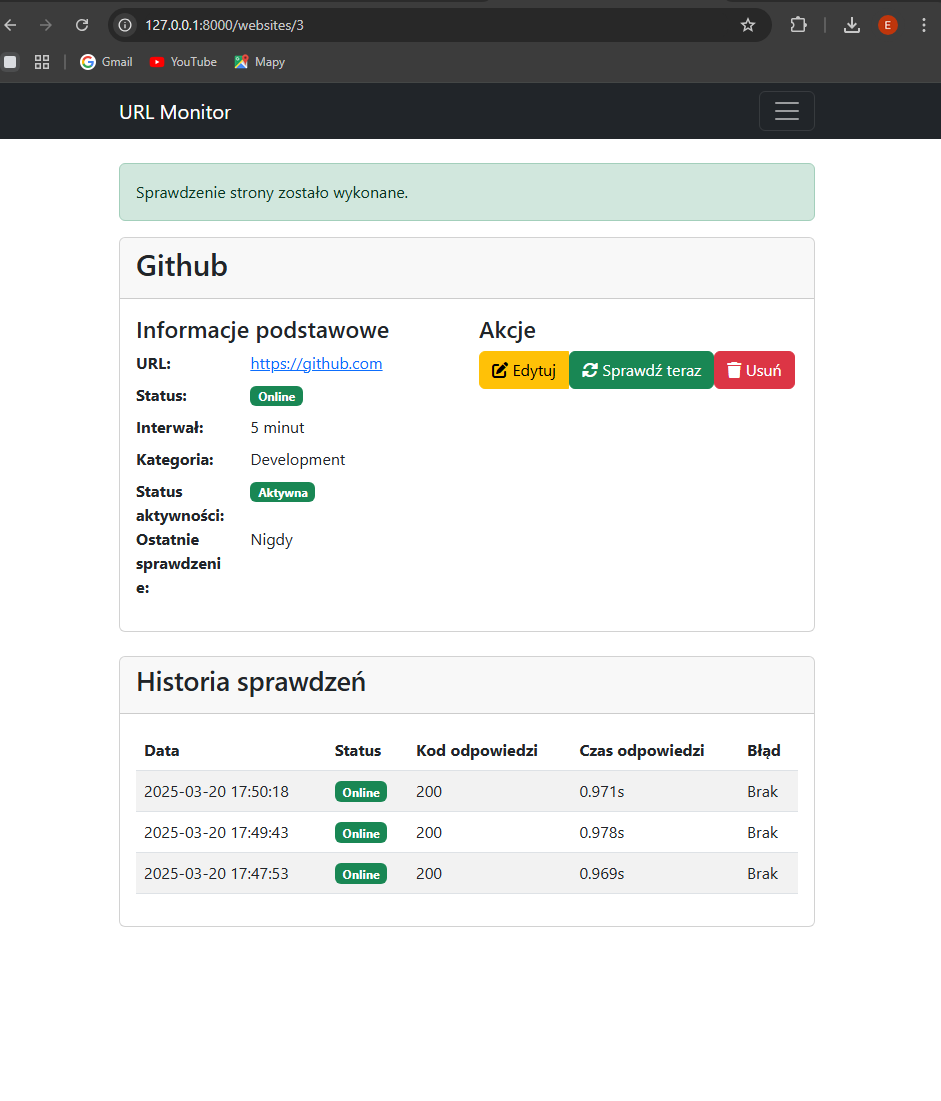 127.0.0.1:8000/websites/3
E
Gmail YouTube Mapy
URL Monitor
Sprawdzenie strony zostało wykonane.
Github
Informacje podstawowe
URL: https://github.com
Status: Online
Interwał: 5 minut
Kategoria: Development
Status Aktywna
aktywności:
Ostatnie Nigdy
sprawdzeni
e:
Akcje
Edytuj Sprawdź teraz Usuń
Historia sprawdzeń
Data Status Kod odpowiedzi Czas odpowiedzi Błąd
2025-03-20 17:50:18 Online 200 0.971s Brak
2025-03-20 17:49:43 Online 200 0.978s Brak
2025-03-20 17:47:53 Online 200 0.969s Brak